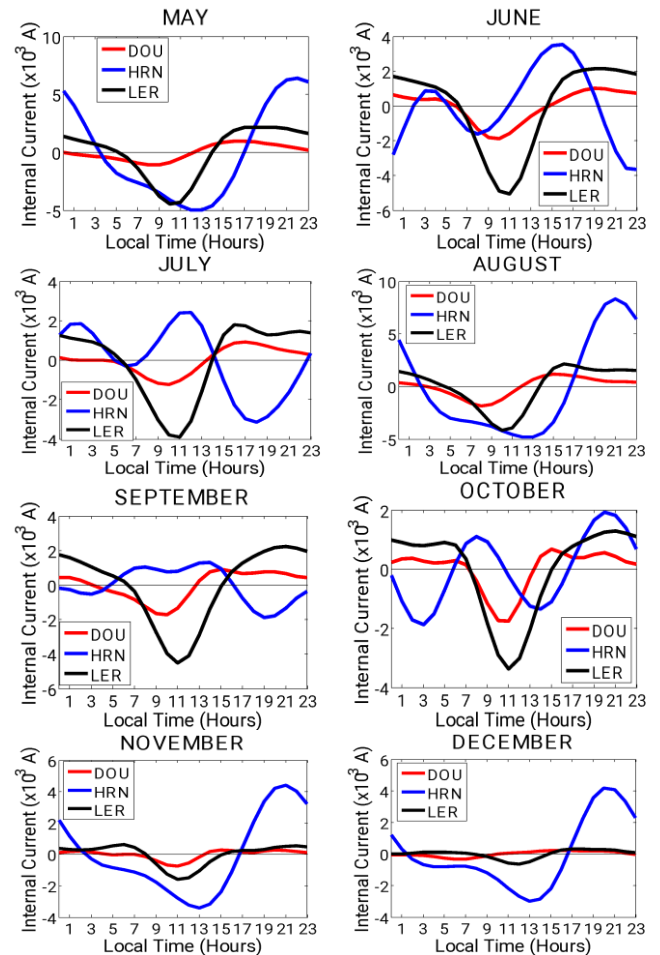 MAY
Internal Current (x10³ A)
10
5
0
-5
DOU
HRN
LER
1 3 5 7 9 11 13 15 17 19 21 23
Local Time (Hours)
JUNE
Internal Current (x10³ A)
4
2
0
-2
-4
-6
DOU
HRN
LER
1 3 5 7 9 11 13 15 17 19 21 23
Local Time (Hours)
JULY
Internal Current (x10³ A)
4
2
0
-2
-4
DOU
HRN
LER
1 3 5 7 9 11 13 15 17 19 21 23
Local Time (Hours)
AUGUST
Internal Current (x10³ A)
10
5
0
-5
DOU
HRN
LER
1 3 5 7 9 11 13 15 17 19 21 23
Local Time (Hours)
SEPTEMBER
Internal Current (x10³ A)
4
2
0
-2
-4
-6
DOU
HRN
LER
1 3 5 7 9 11 13 15 17 19 21 23
Local Time (Hours)
OCTOBER
Internal Current (x10³ A)
2
0
-2
-4
DOU
HRN
LER
1 3 5 7 9 11 13 15 17 19 21 23
Local Time (Hours)
NOVEMBER
Internal Current (x10³ A)
6
4
2
0
-2
-4
DOU
HRN
LER
1 3 5 7 9 11 13 15 17 19 21 23
Local Time (Hours)
DECEMBER
Internal Current (x10³ A)
6
4
2
0
-2
-4
DOU
HRN
LER
1 3 5 7 9 11 13 15 17 19 21 23
Local Time (Hours)